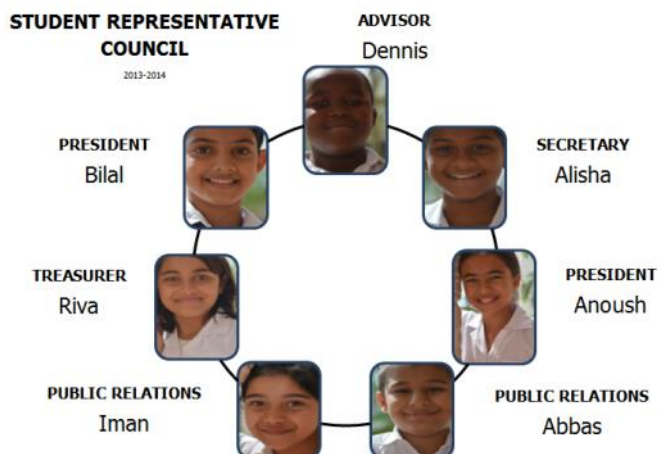 STUDENT REPRESENTATIVE
COUNCIL
2013-2014
ADVISOR
Dennis
PRESIDENT
Bilal
SECRETARY
Alisha
TREASURER
Riva
PRESIDENT
Anoush
PUBLIC RELATIONS
Iman
PUBLIC RELATIONS
Abbas